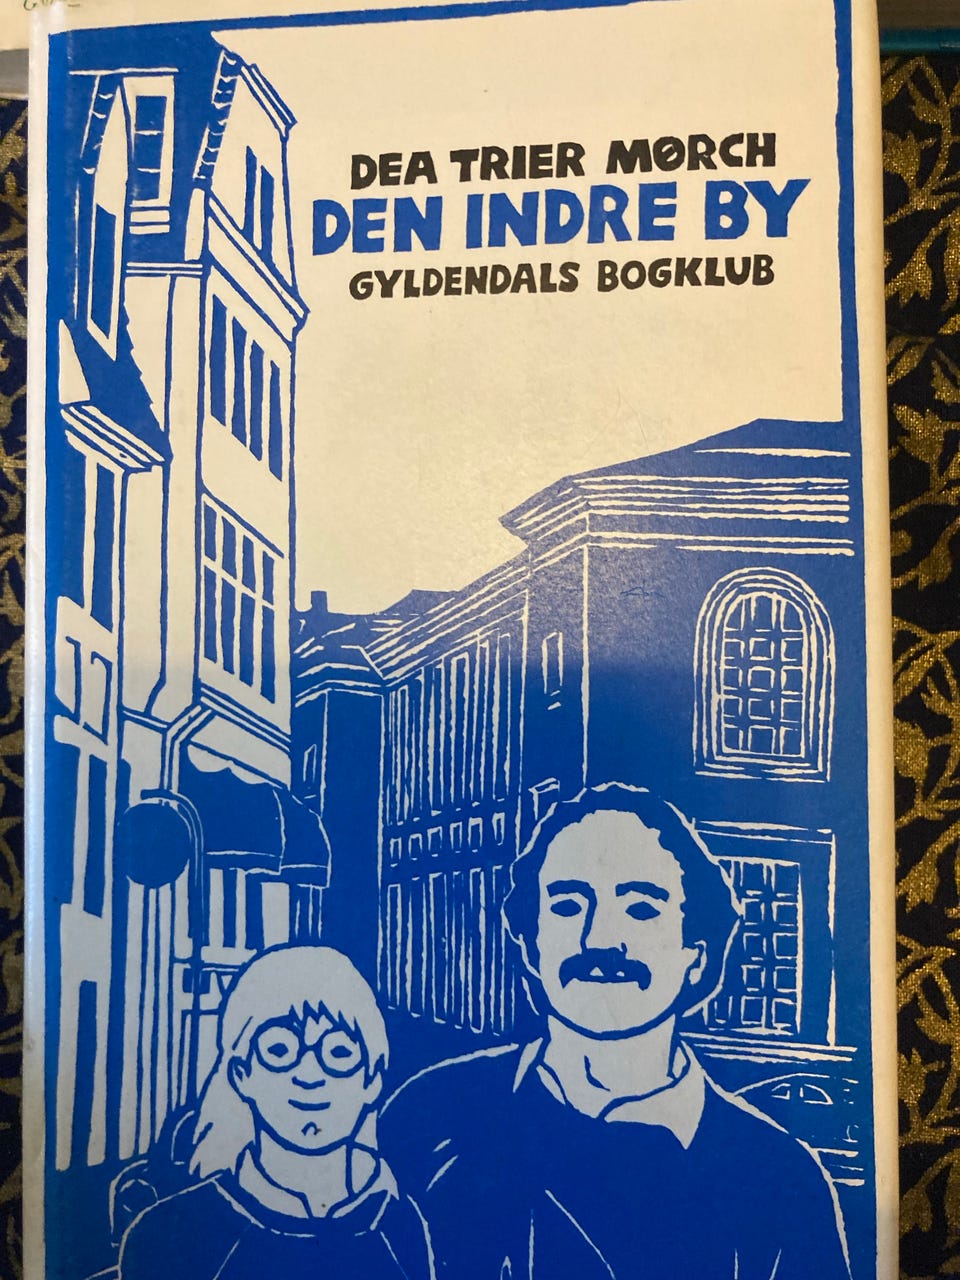 DEA TRIER MØRCH
DEN INDRE BY
GYLDENDALS BOGKLUB